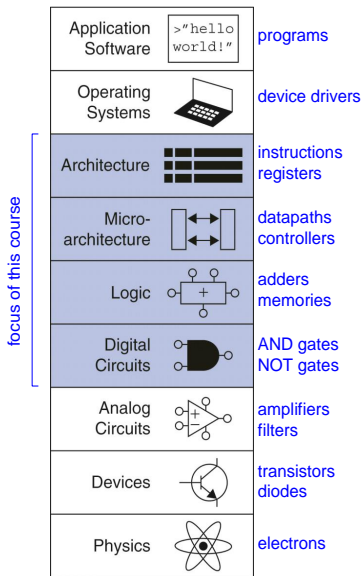 focus of this course
Application
Software
>"hello
world!"
programs
Operating
Systems
device drivers
Architecture
instructions
registers
Micro-
architecture
datapaths
controllers
Logic
+
adders
memories
Digital
Circuits
AND gates
NOT gates
Analog
Circuits
+
−
amplifiers
filters
Devices
transistors
diodes
Physics
electrons